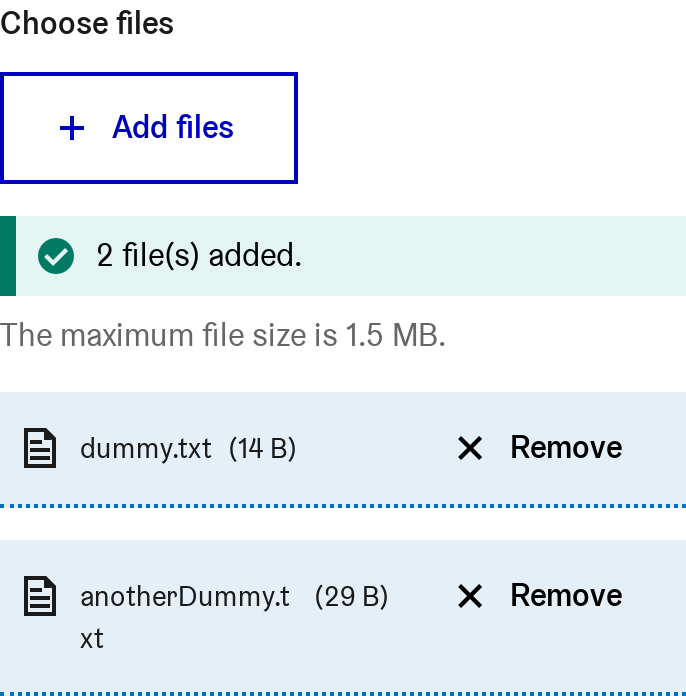 Choose files
Add files
2 file(s) added.
The maximum file size is 1.5 MB.
dummy.txt (14 B) Remove
anotherDummy.t (29 B) Remove
xt